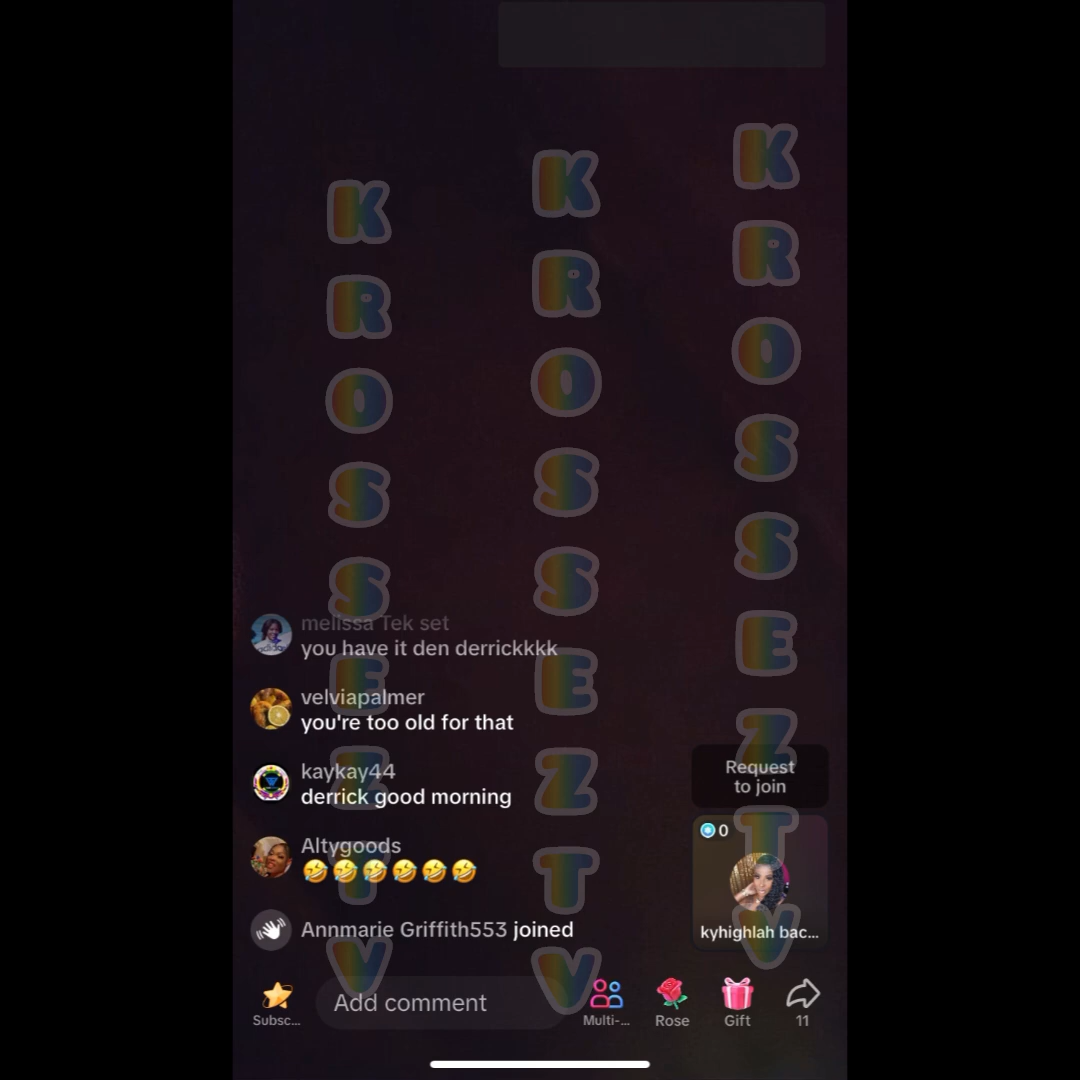 KROSSEZTV
KROSSEZTV
KROSSEZTV
melissa Tek set
you have it den derrickkkk
velviapalmer
you're too old for that
kaykay44
derrick good morning
Altygoods
🤣🤣🤣🤣🤣🤣
Annmarie Griffith553 joined
Request
to join
0
kyhighlah bac...
Add comment
Subsc...
Multi-...
Rose
Gift
11